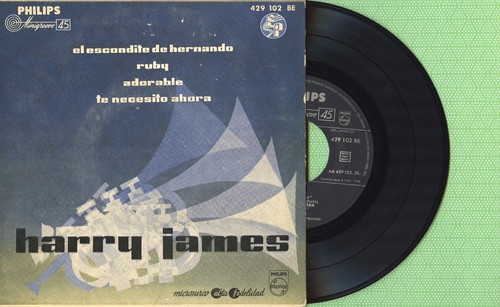 PHILIPS
Minigroove 45
429 102 BE
el escondite de hernando
ruby
adorable
te necesito ahora
harry james
microsurco alta fidelidad
PHILIPS
45
PHILIPS
429 102 BE